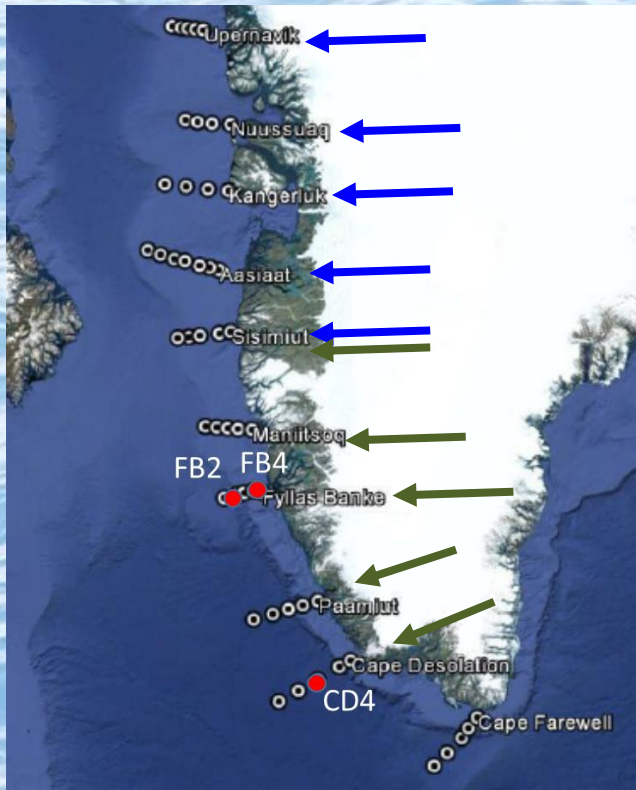 Upernavik
Nuussuaq
Kangerluk
Aasiaat
Sisimiut
Maniitsoq
FB2 FB4
Fyllas Banke
Paamiut
Cape Desolation
CD4
Cape Farewell